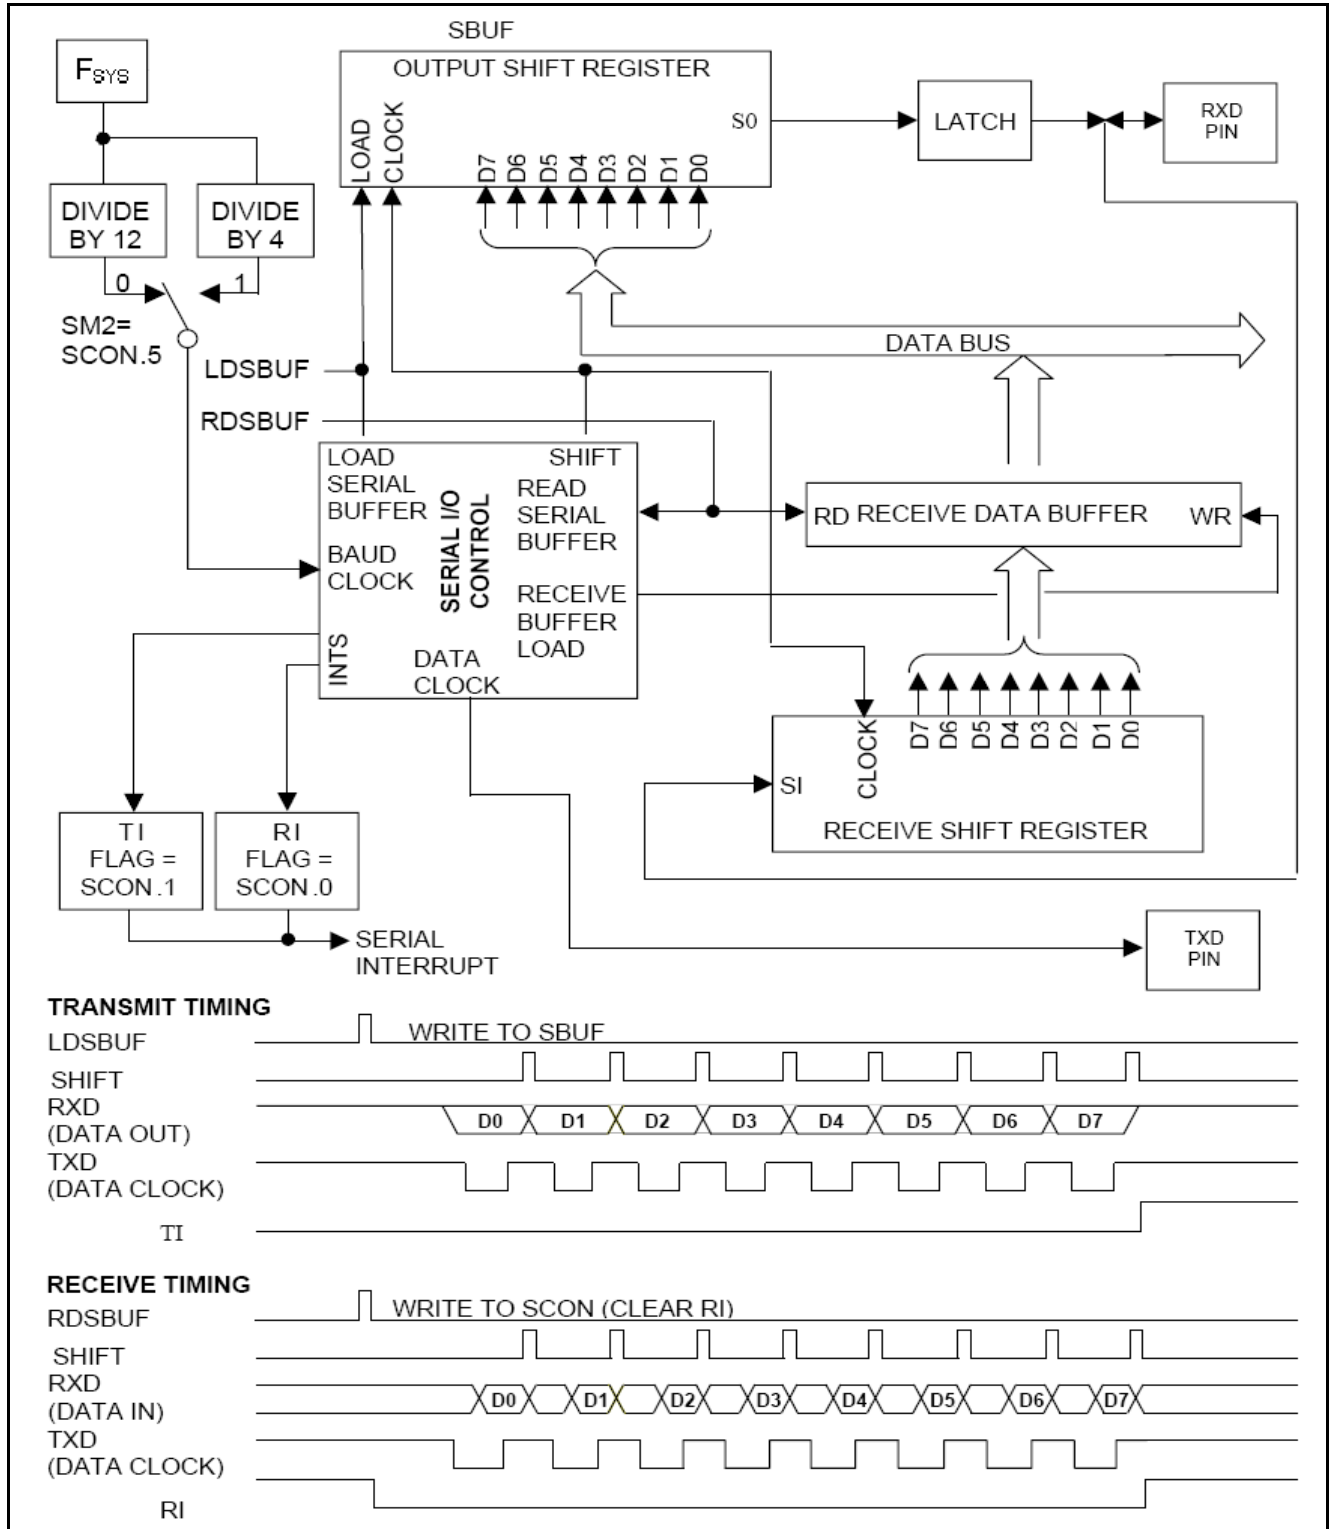 SBUF
F_SYS
OUTPUT SHIFT REGISTER
LOAD
CLOCK
D7 D6 D5 D4 D3 D2 D1 D0
S0
LATCH
RXD
PIN
DIVIDE
BY 12
DIVIDE
BY 4
0
1
SM2=
SCON.5
DATA BUS
LDSBUF
RDSBUF
LOAD
SERIAL
BUFFER
BAUD
CLOCK
INTS
SERIAL I/O
CONTROL
SHIFT
READ
SERIAL
BUFFER
RECEIVE
BUFFER
LOAD
DATA
CLOCK
RD RECEIVE DATA BUFFER WR
CLOCK
D7 D6 D5 D4 D3 D2 D1 D0
SI
RECEIVE SHIFT REGISTER
TI
FLAG =
SCON.1
RI
FLAG =
SCON.0
SERIAL
INTERRUPT
TXD
PIN
TRANSMIT TIMING
LDSBUF
WRITE TO SBUF
SHIFT
RXD
(DATA OUT)
D0 D1 D2 D3 D4 D5 D6 D7
TXD
(DATA CLOCK)
TI
RECEIVE TIMING
RDSBUF
WRITE TO SCON (CLEAR RI)
SHIFT
RXD
(DATA IN)
D0 D1 D2 D3 D4 D5 D6 D7
TXD
(DATA CLOCK)
RI